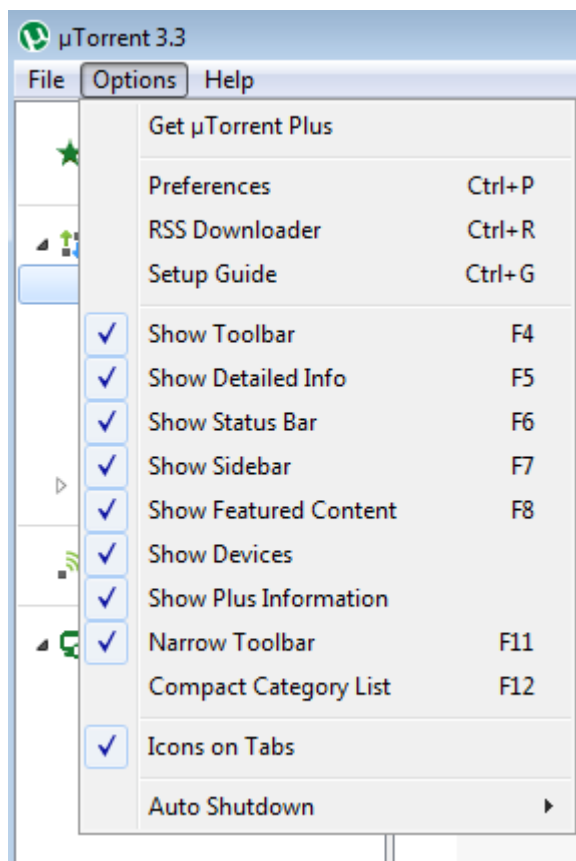 µTorrent 3.3
File Options Help
Get µTorrent Plus
Preferences Ctrl+P
RSS Downloader Ctrl+R
Setup Guide Ctrl+G
Show Toolbar F4
Show Detailed Info F5
Show Status Bar F6
Show Sidebar F7
Show Featured Content F8
Show Devices
Show Plus Information
Narrow Toolbar F11
Compact Category List F12
Icons on Tabs
Auto Shutdown